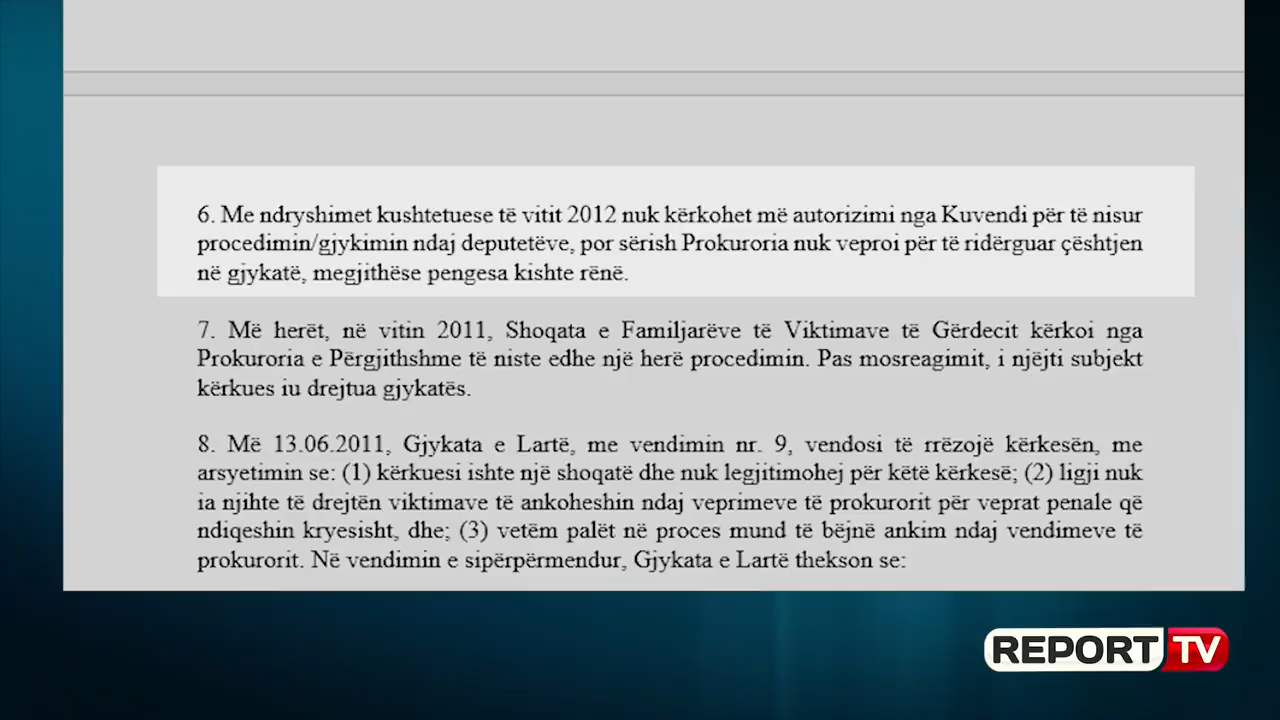 6. Me ndryshimet kushtetuese të vitit 2012 nuk kërkohet më autorizimi nga Kuvendi për të nisur
procedimin/gjykimin ndaj deputetëve, por sërish Prokuroria nuk veproi për të ridërguar çështjen
në gjykatë, megjithëse pengesa kishte rënë.
7. Më herët, në vitin 2011, Shoqata e Familjarëve të Viktimave të Gërdecit kërkoi nga
Prokuroria e Përgjithshme të niste edhe një herë procedimin. Pas mosreagimit, i njëjti subjekt
kërkues iu drejtua gjykatës.
8. Më 13.06.2011, Gjykata e Lartë, me vendimin nr. 9, vendosi të rrëzojë kërkesën, me
arsyetimin se: (1) kërkuesi ishte një shoqatë dhe nuk legjitimohej për këtë kërkesë; (2) ligji nuk
ia njihte të drejtën viktimave të ankoheshin ndaj veprimeve të prokurorit për veprat penale që
ndiqeshin kryesisht, dhe; (3) vetëm palët në proces mund të bëjnë ankim ndaj vendimeve të
prokurorit. Në vendimin e sipërpërmendur, Gjykata e Lartë thekson se:
REPORT TV